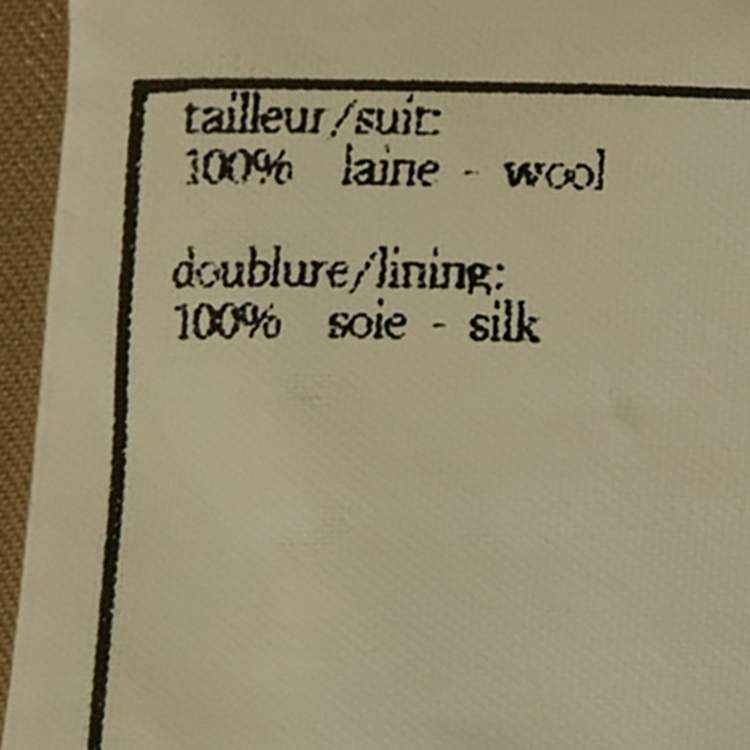 tailleur/suit:
100% laine - wool
doublure/lining:
100% soie - silk